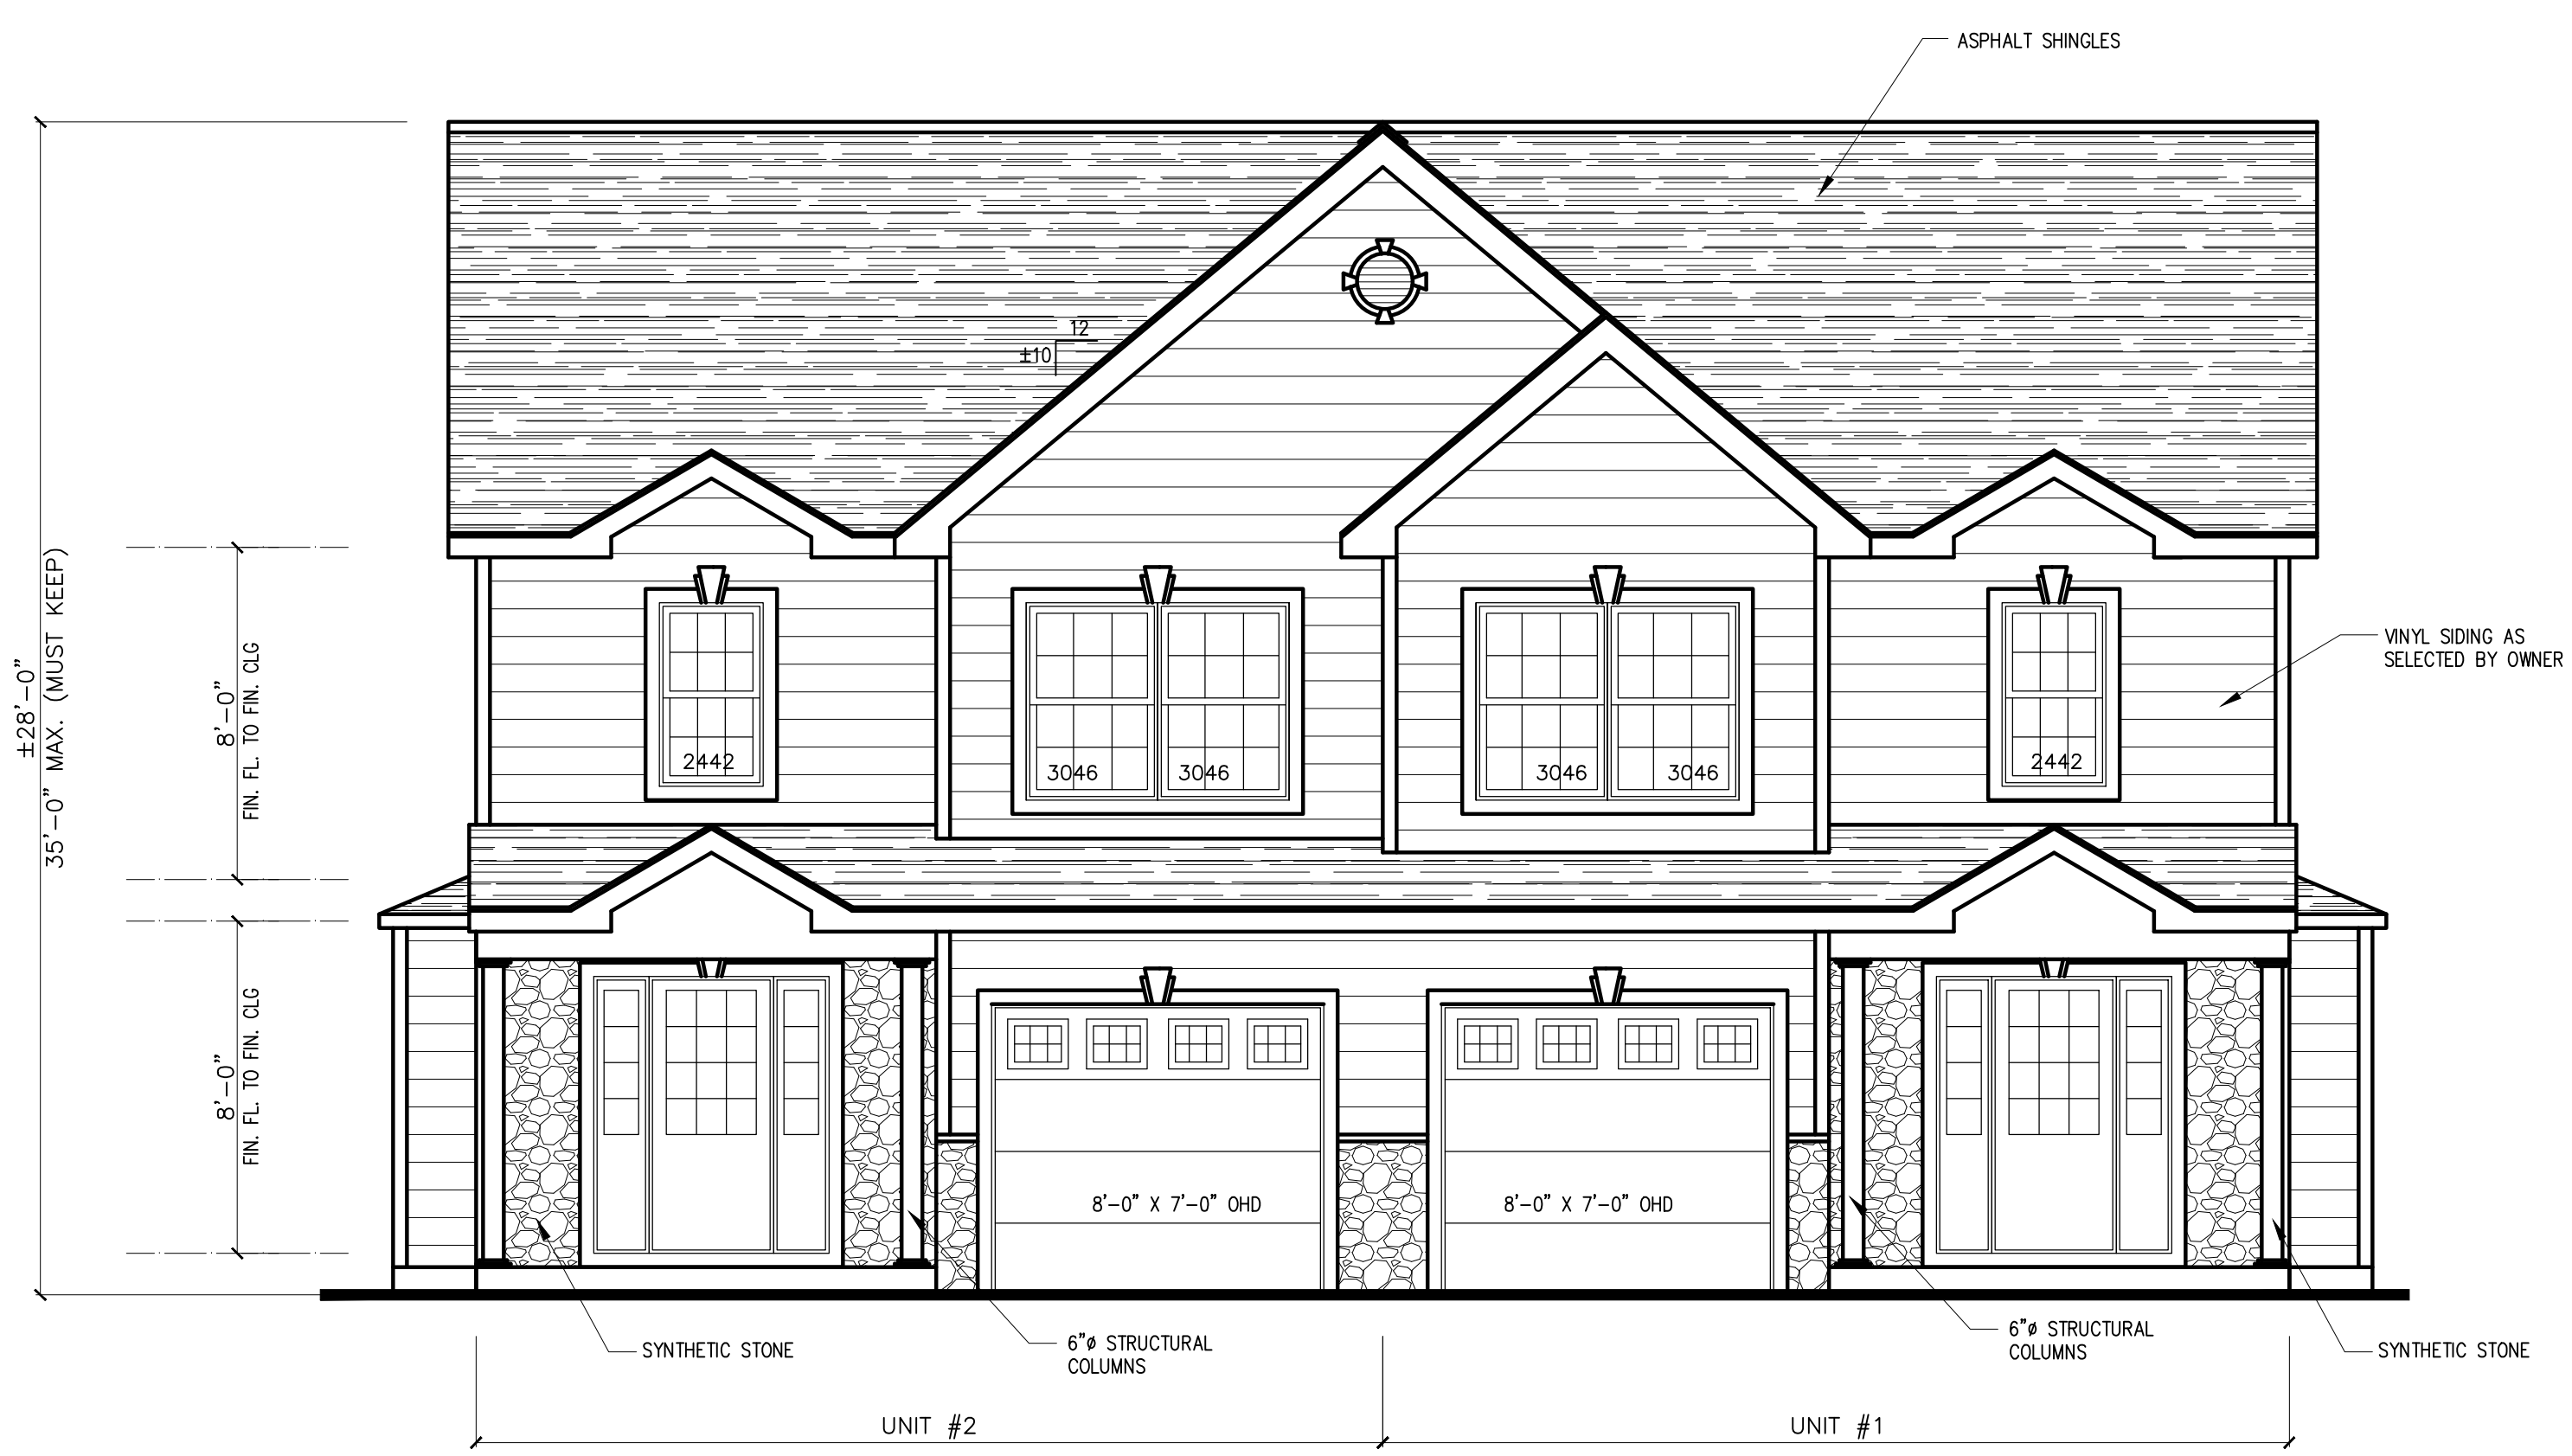 ASPHALT SHINGLES
12
±10
±28'-0"
35'-0" MAX. (MUST KEEP)
8'-0"
FIN. FL. TO FIN. CLG
VINYL SIDING AS
SELECTED BY OWNER
2442
3046
3046
3046
3046
2442
8'-0"
FIN. FL. TO FIN. CLG
8'-0" X 7'-0" OHD
8'-0" X 7'-0" OHD
SYNTHETIC STONE
6"ø STRUCTURAL
COLUMNS
6"ø STRUCTURAL
COLUMNS
SYNTHETIC STONE
UNIT #2
UNIT #1